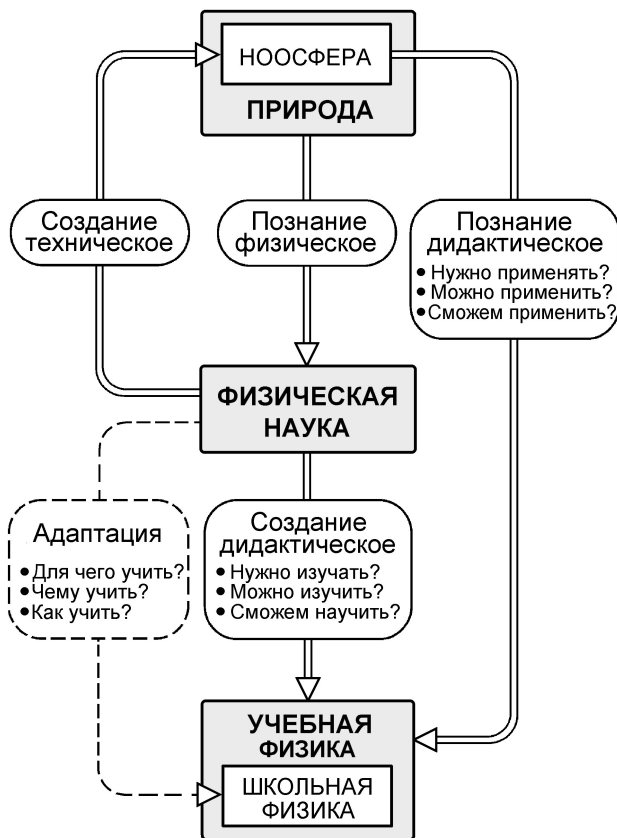 НООСФЕРА
ПРИРОДА
Создание
техническое
Познание
физическое
Познание
дидактическое
• Нужно применять?
• Можно применить?
• Сможем применить?
ФИЗИЧЕСКАЯ
НАУКА
Адаптация
• Для чего учить?
• Чему учить?
• Как учить?
Создание
дидактическое
• Нужно изучать?
• Можно изучить?
• Сможем научить?
УЧЕБНАЯ
ФИЗИКА
ШКОЛЬНАЯ
ФИЗИКА